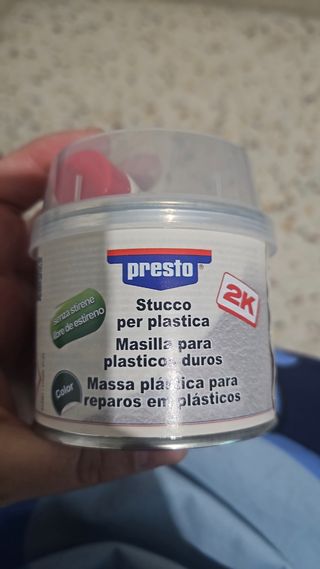 presto
2K
Stucco
per plastica
senza stirene
libre de estireno
Masilla para
plasticos duros
Color
Massa plástica para
reparos em plásticos